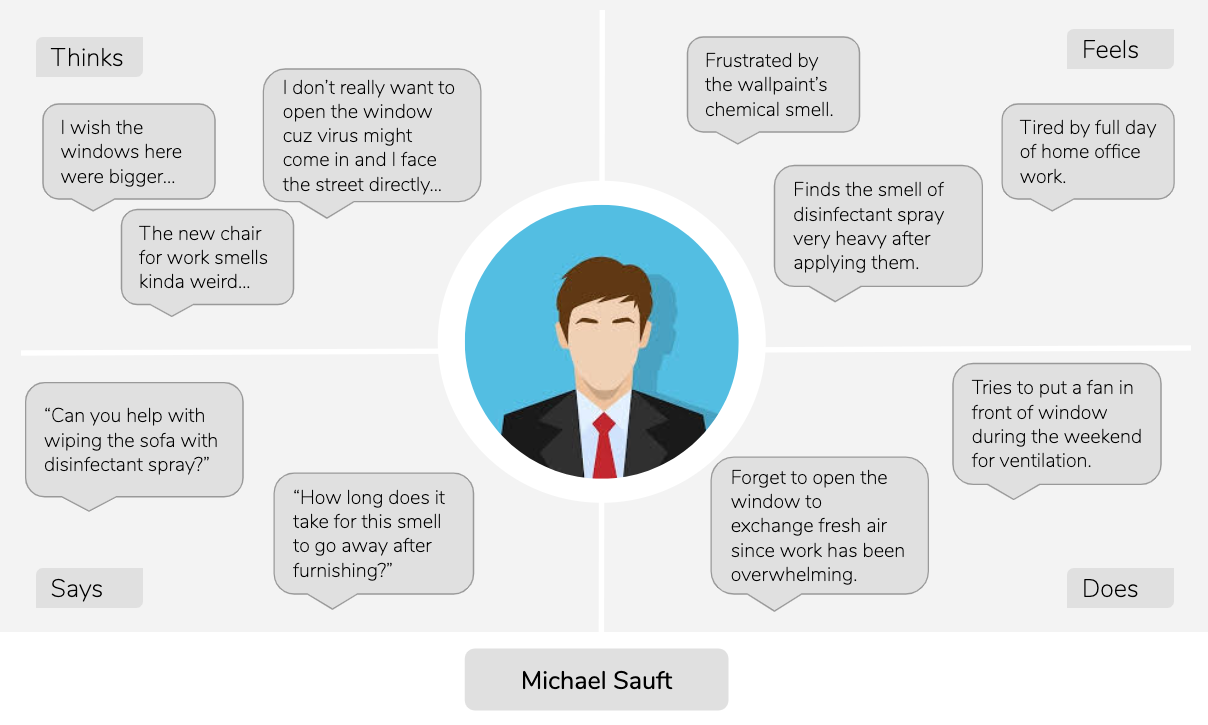 Thinks
I wish the
windows here
were bigger...
I don't really want to
open the window
cuz virus might
come in and I face
the street directly...
The new chair
for work smells
kinda weird...
Feels
Frustrated by
the wallpaint's
chemical smell.
Tired by full day
of home office
work.
Finds the smell of
disinfectant spray
very heavy after
applying them.
“Can you help with
wiping the sofa with
disinfectant spray?”
“How long does it
take for this smell
to go away after
furnishing?”
Says
Tries to put a fan in
front of window
during the weekend
for ventilation.
Forget to open the
window to
exchange fresh air
since work has been
overwhelming.
Does
Michael Sauft